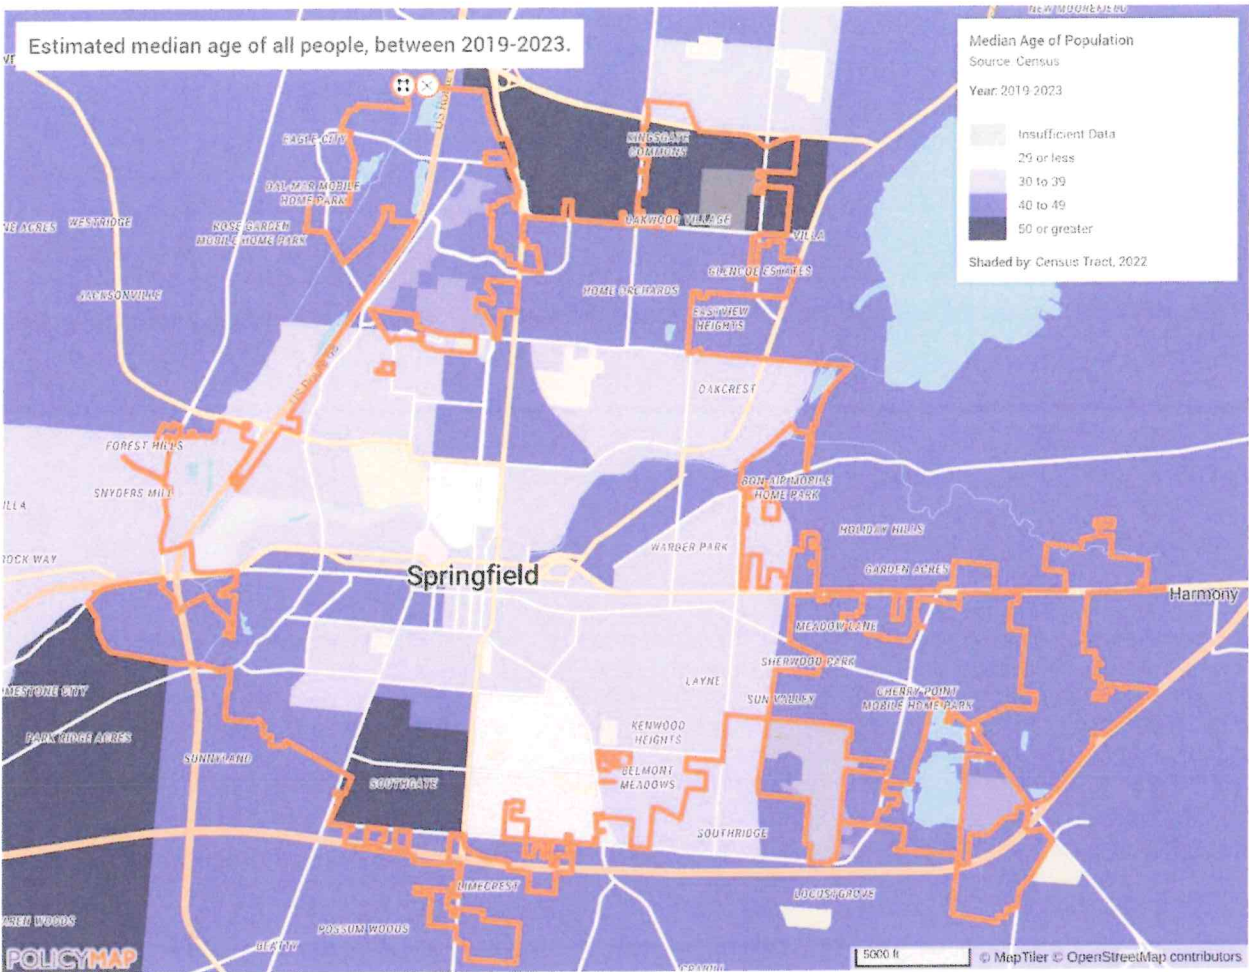 Estimated median age of all people, between 2019-2023.
NEW MOOREFIELD
Median Age of Population
Source: Census
Year: 2019-2023
Insufficient Data
29 or less
30 to 39
40 to 49
50 or greater
Shaded by: Census Tract, 2022
EAGLE CITY
KINGSGATE
COMMONS
DAL-MAR MOBILE
HOME PARK
WESTRIDGE
ROSE GARDEN
MOBILE HOME PARK
OAKWOOD VILLAGE
VILLA
GLENCOE ESTATES
JACKSONVILLE
HOME ORCHARDS
EASTVIEW
HEIGHTS
OAKCREST
FOREST HILLS
SNYDERS MILL
BON AIR MOBILE
HOME PARK
HOLIDAY HILLS
WARDER PARK
GARDEN ACRES
ROCK WAY
Springfield
Harmony
MEADOW LANE
SHERWOOD PARK
LAYNE
SUN VALLEY
CHERRY POINT
MOBILE HOME PARK
PARK RIDGE ACRES
KENWOOD
HEIGHTS
SUNNYLAND
SOUTHGATE
BELMONT
MEADOWS
SOUTHRIDGE
LIMECREST
LOCUSTGROVE
POSSUM WOODS
BEATTY
POLICYMAP
5000 ft
© MapTiler © OpenStreetMap contributors